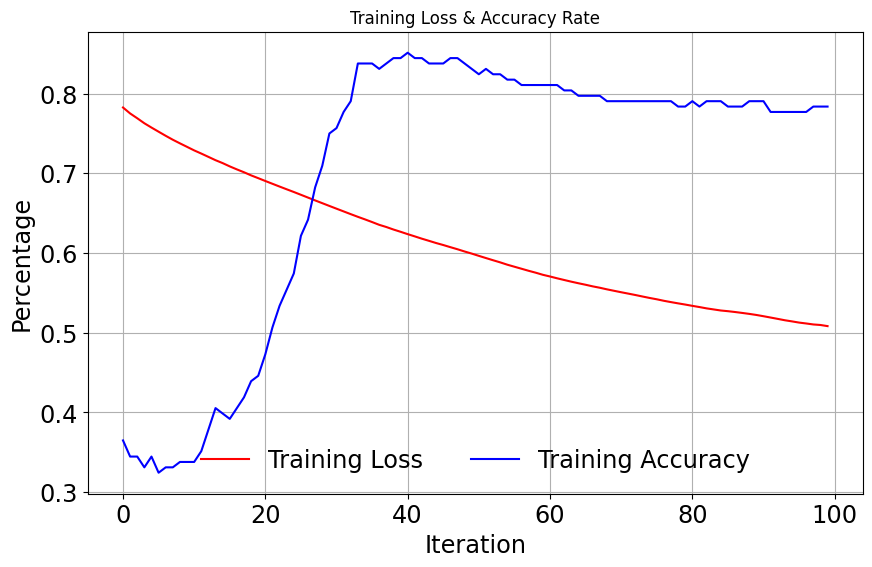 Training Loss & Accuracy Rate
Percentage
0.8
0.7
0.6
0.5
0.4
0.3
Training Loss
Training Accuracy
0 20 40 60 80 100
Iteration